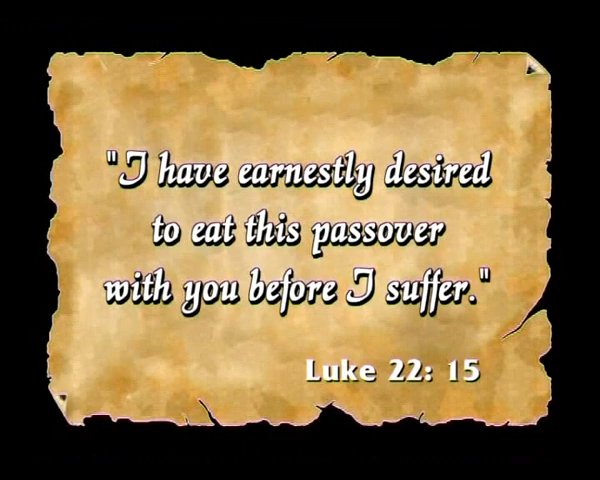 "I have earnestly desired
to eat this passover
with you before I suffer."
Luke 22: 15